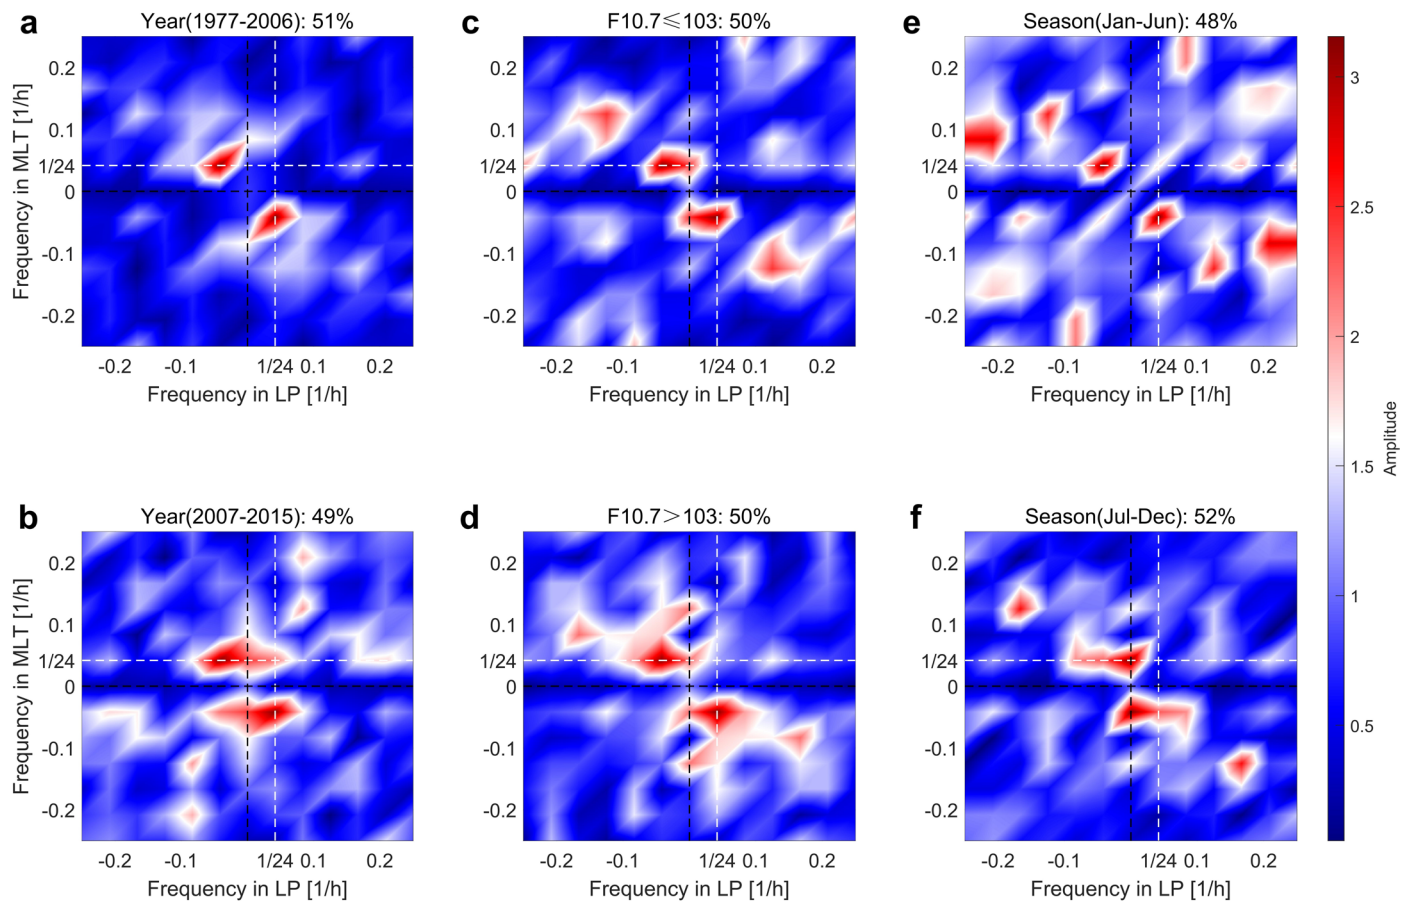 a
Year(1977-2006): 51%
0.2
0.1
1/24
0
-0.1
-0.2
Frequency in MLT [1/h]
-0.2 -0.1 1/24 0.1 0.2
Frequency in LP [1/h]
c
F10.7⩽103: 50%
-0.2 -0.1 1/24 0.1 0.2
Frequency in LP [1/h]
e
Season(Jan-Jun): 48%
0.2
0.1
1/24
0
-0.1
-0.2
-0.2 -0.1 1/24 0.1 0.2
Frequency in LP [1/h]
b
Year(2007-2015): 49%
0.2
0.1
1/24
0
-0.1
-0.2
Frequency in MLT [1/h]
-0.2 -0.1 1/24 0.1 0.2
Frequency in LP [1/h]
d
F10.7>103: 50%
0.2
0.1
1/24
0
-0.1
-0.2
-0.2 -0.1 1/24 0.1 0.2
Frequency in LP [1/h]
f
Season(Jul-Dec): 52%
0.2
0.1
1/24
0
-0.1
-0.2
-0.2 -0.1 1/24 0.1 0.2
Frequency in LP [1/h]
3
2.5
2
1.5
1
0.5
Amplitude
0.2
0.1
1/24
0
-0.1
-0.2